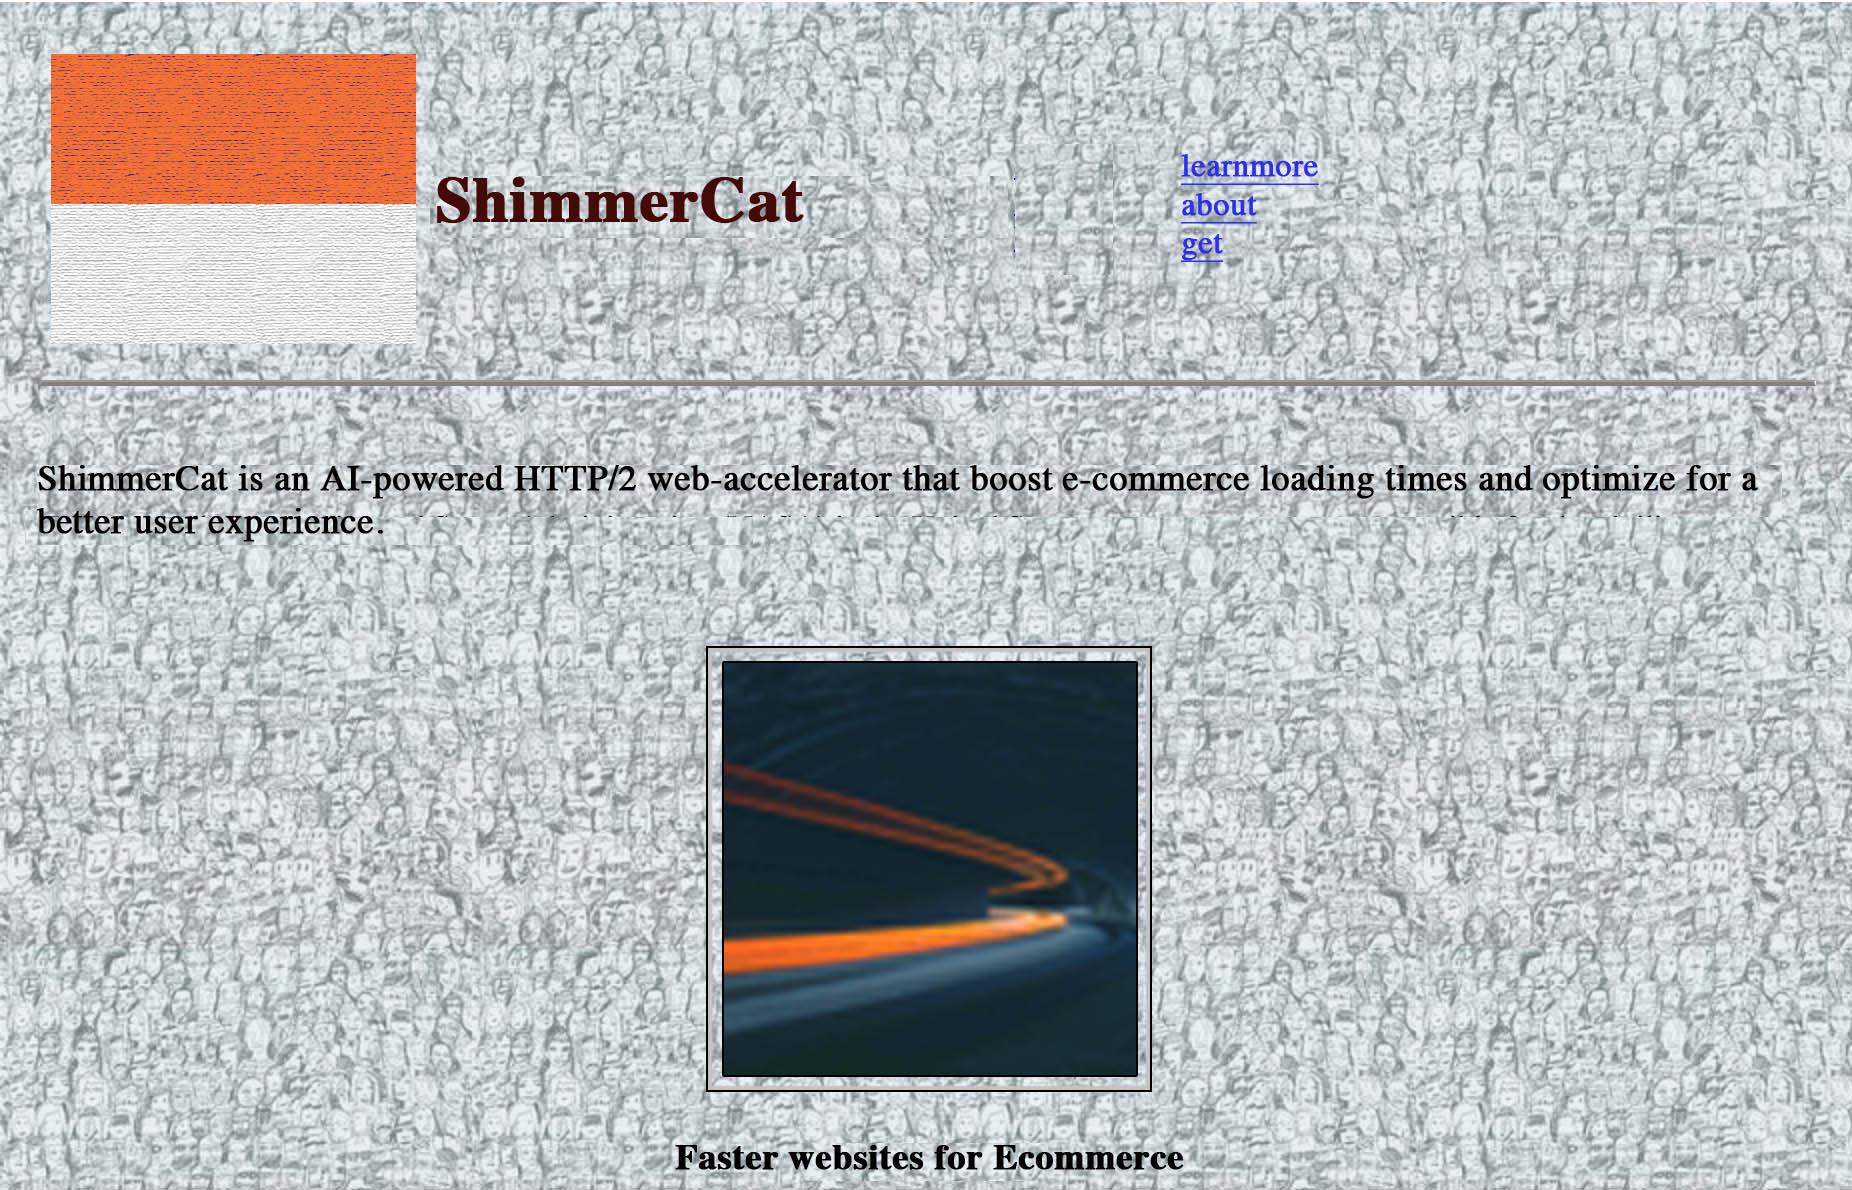 ShimmerCat
learnmore
about
get
ShimmerCat is an AI-powered HTTP/2 web-accelerator that boost e-commerce loading times and optimize for a
better user experience.
Faster websites for Ecommerce